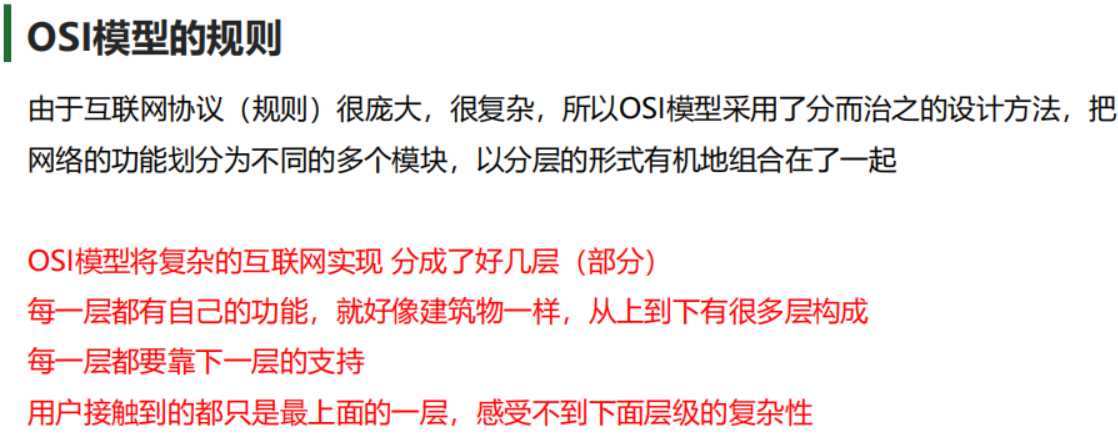 OSI模型的规则
由于互联网协议（规则）很庞大，很复杂，所以OSI模型采用了分而治之的设计方法，把
网络的功能划分为不同的多个模块，以分层的形式有机地组合在了一起
OSI模型将复杂的互联网实现 分成了好几层（部分）
每一层都有自己的功能，就好像建筑物一样，从上到下有很多层构成
每一层都要靠下一层的支持
用户接触到的都只是最上面的一层，感受不到下面层级的复杂性